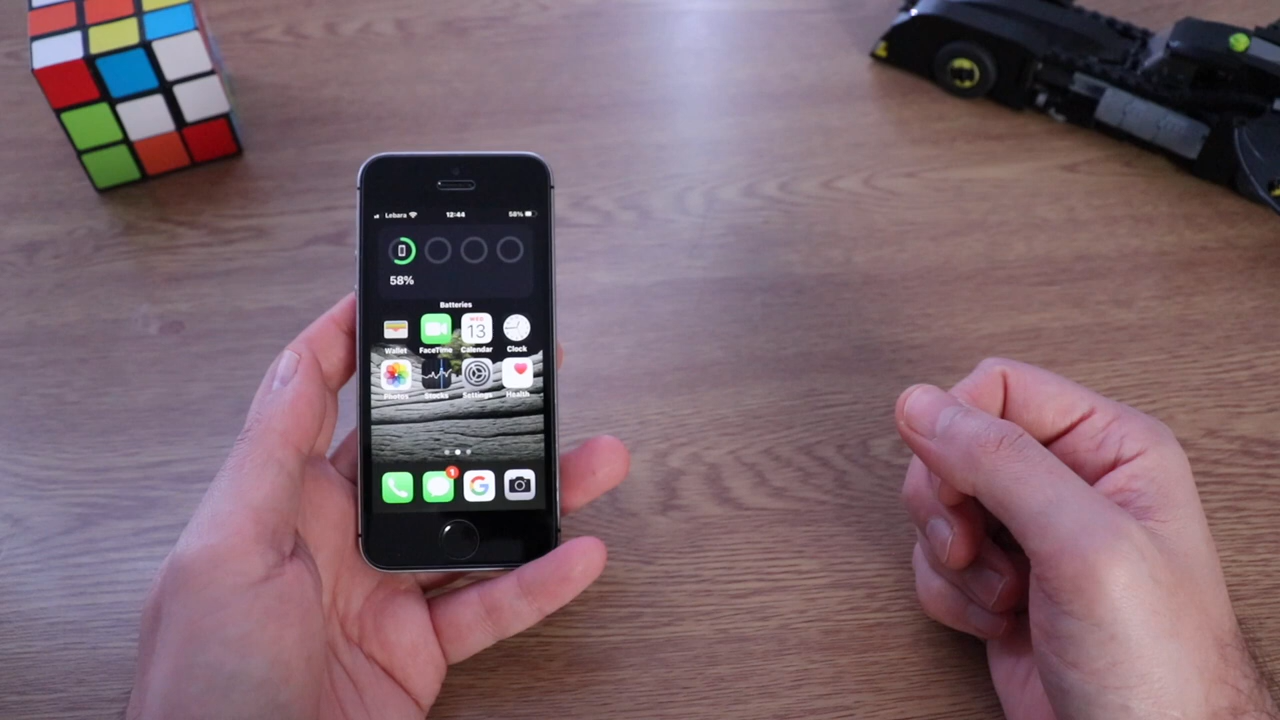 Lebara 12:44 58%
58%
Batteries
WED
13
Wallet FaceTime Calendar Clock
Photos Stocks Settings Health
1
G